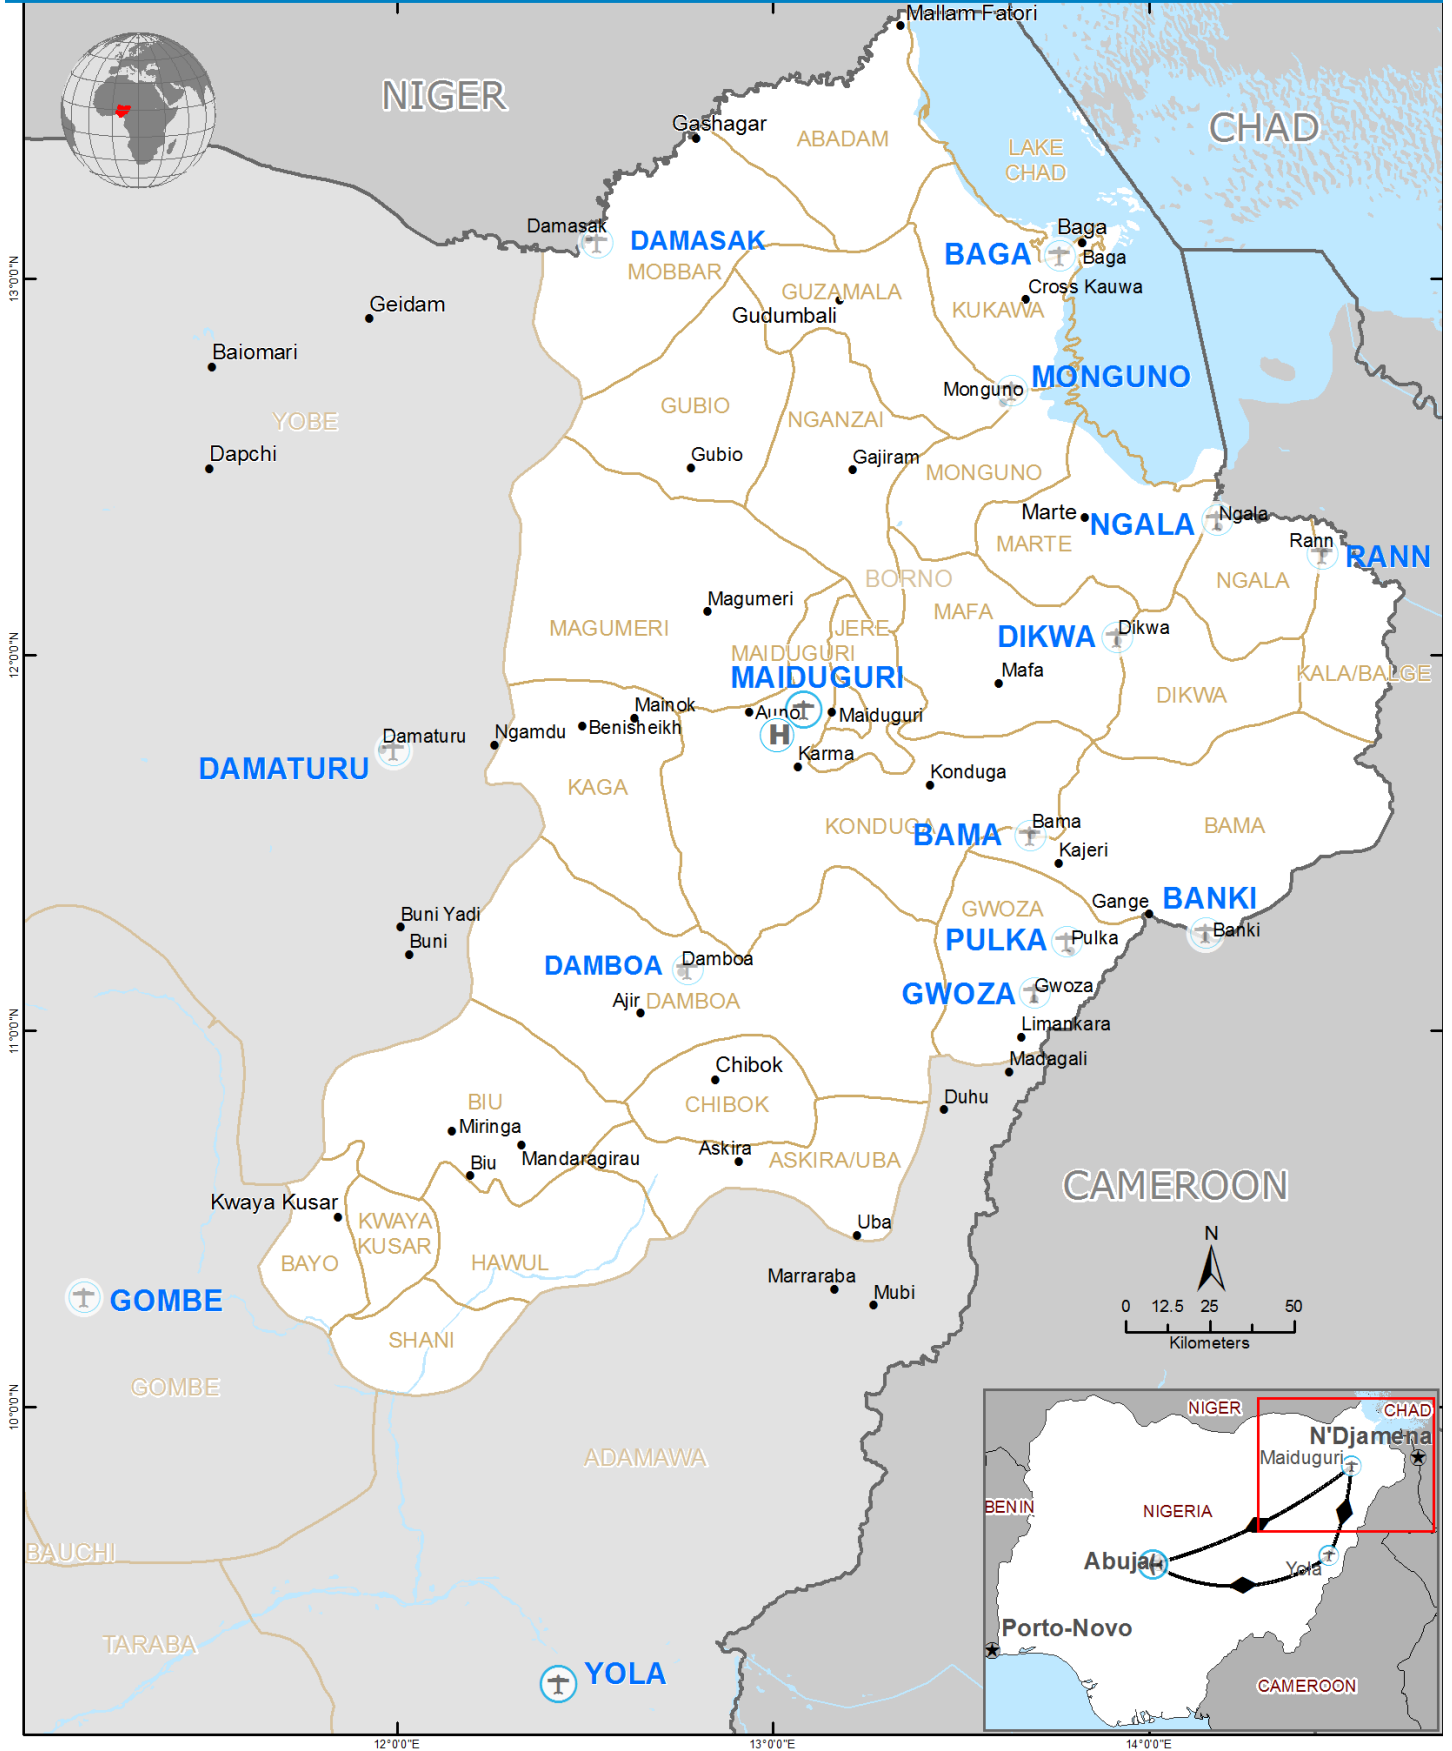 Mallam Fatori
NIGER
CHAD
Gashagar
ABADAM
LAKE
CHAD
Damasak
DAMASAK
MOBBAR
Baga
BAGA
Baga
13°0'0"N
Geidam
GUZAMALA
Gudumbali
Cross Kauwa
KUKAWA
Baiomari
Monguno
MONGUNO
YOBE
GUBIO
NGANZAI
Dapchi
Gubio
Gajiram
MONGUNO
Marte
NGALA
Ngala
MARTE
Rann
RANN
BORNO
NGALA
Magumeri
MAFA
MAGUMERI
JERE
DIKWA
Dikwa
12°0'0"N
MAIDUGURI
MAIDUGURI
Mafa
KALA/BALGE
DIKWA
Mainok
Auno
Maiduguri
Benisheikh
Ngamdu
H
Damaturu
DAMATURU
Karma
Konduga
KAGA
KONDUGA
BAMA
Bama
BAMA
Kajeri
Gange
BANKI
Banki
GWOZA
Buni Yadi
Buni
PULKA
Pulka
DAMBOA
Damboa
GWOZA
Gwoza
Ajir
DAMBOA
Limankara
11°0'0"N
Madagali
Chibok
CHIBOK
Duhu
BIU
Miringa
Mandaragirau
Askira
ASKIRA/UBA
Biu
CAMEROON
Kwaya Kusar
KWAYA
KUSAR
Uba
BAYO
HAWUL
N
Marraraba
Mubi
GOMBE
0 12.5 25 50
Kilometers
SHANI
GOMBE
10°0'0"N
ADAMAWA
BAUCHI
TARABA
YOLA
NIGER
CHAD
N'Djamena
Maiduguri
BENIN
NIGERIA
Abuja
Yola
Porto-Novo
CAMEROON
12°0'0"E
13°0'0"E
14°0'0"E